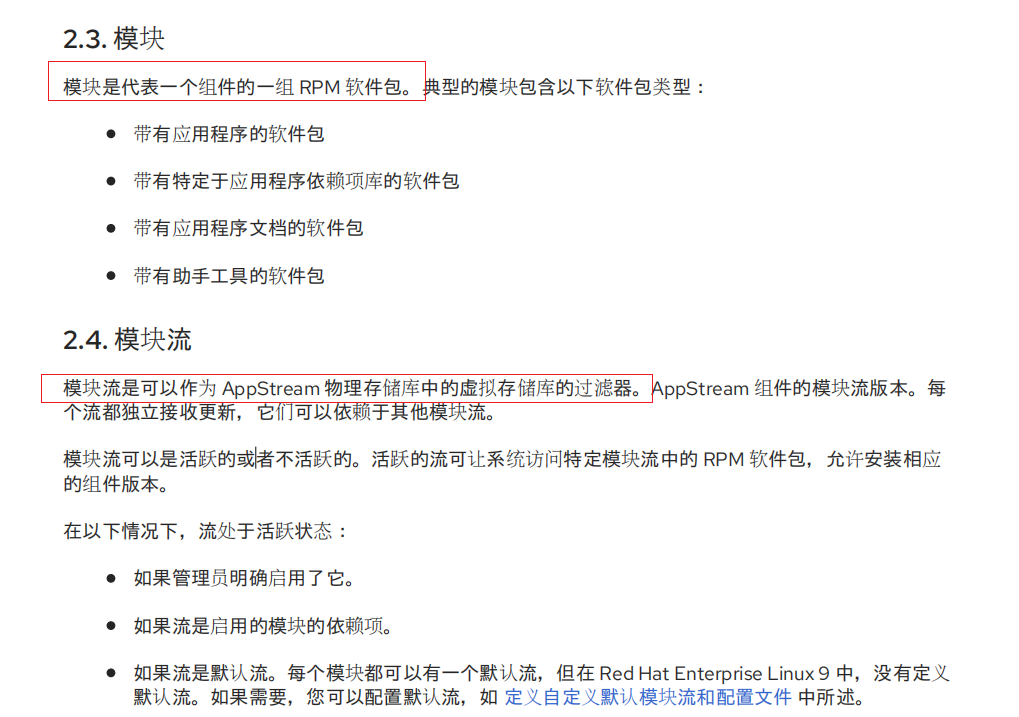 2.3. 模块
模块是代表一个组件的一组 RPM 软件包。典型的模块包含以下软件包类型：
● 带有应用程序的软件包
● 带有特定于应用程序依赖项库的软件包
● 带有应用程序文档的软件包
● 带有助手工具的软件包
2.4. 模块流
模块流是可以作为 AppStream 物理存储库中的虚拟存储库的过滤器。AppStream 组件的模块流版本。每
个流都独立接收更新，它们可以依赖于其他模块流。
模块流可以是活跃的或者不活跃的。活跃的流可让系统访问特定模块流中的 RPM 软件包，允许安装相应
的组件版本。
在以下情况下，流处于活跃状态：
● 如果管理员明确启用了它。
● 如果流是启用的模块的依赖项。
● 如果流是默认流。每个模块都可以有一个默认流，但在 Red Hat Enterprise Linux 9 中，没有定义
默认流。如果需要，您可以配置默认流，如 定义自定义默认模块流和配置文件 中所述。